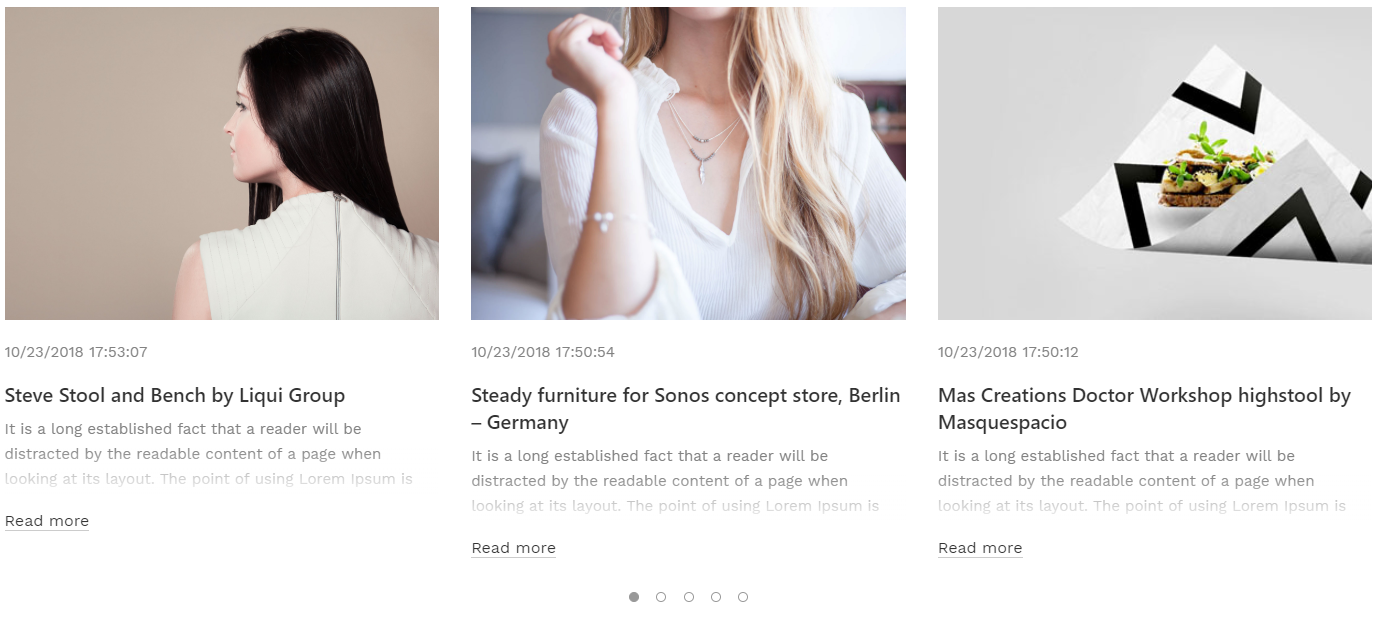 10/23/2018 17:53:07
Steve Stool and Bench by Liqui Group
It is a long established fact that a reader will be
distracted by the readable content of a page when
looking at its layout. The point of using Lorem Ipsum is
Read more
10/23/2018 17:50:54
Steady furniture for Sonos concept store, Berlin
– Germany
It is a long established fact that a reader will be
distracted by the readable content of a page when
looking at its layout. The point of using Lorem Ipsum is
Read more
10/23/2018 17:50:12
Mas Creations Doctor Workshop highstool by
Masquespacio
It is a long established fact that a reader will be
distracted by the readable content of a page when
looking at its layout. The point of using Lorem Ipsum is
Read more